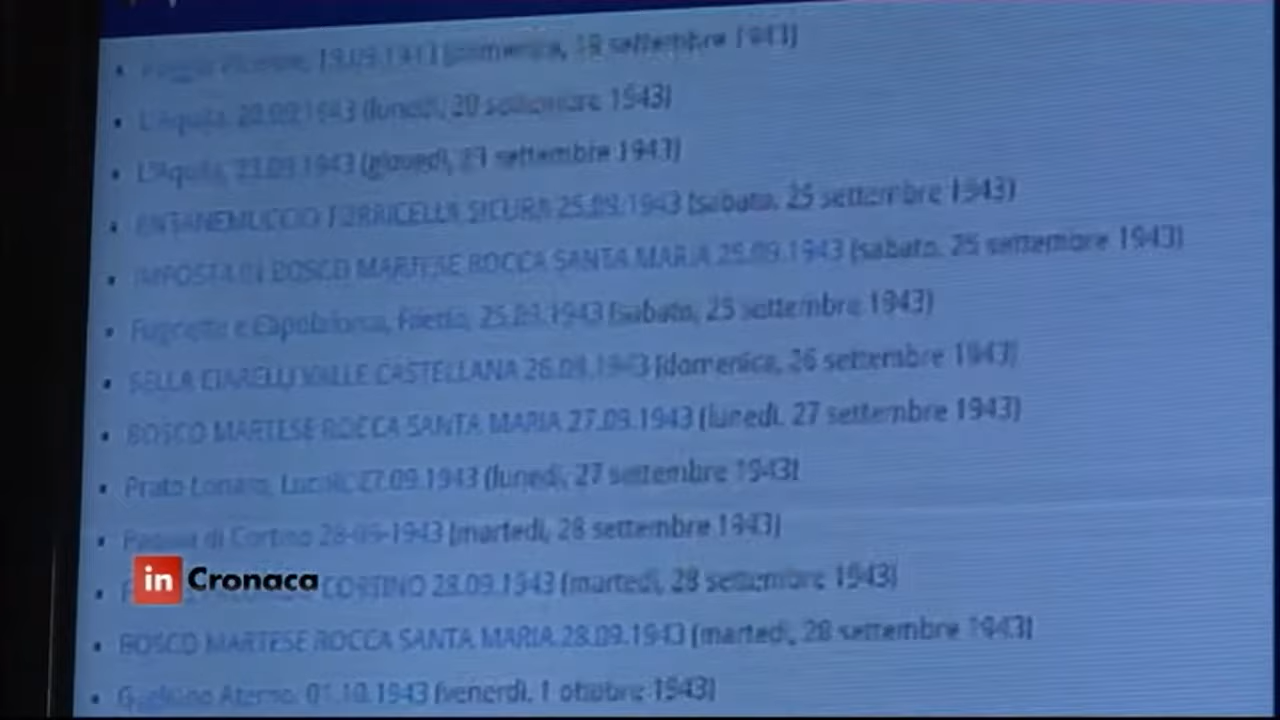 19.09.1943 (domenica, 19 settembre 1943)
L'Aquila, 20.09.1943 (lunedì, 20 settembre 1943)
L'Aquila, 23.09.1943 (giovedì, 23 settembre 1943)
TORRICELLA SICURA 25.09.1943 (sabato, 25 settembre 1943)
BOSCO MARTESE ROCCA SANTA MARIA 25.09.1943 (sabato, 25 settembre 1943)
25.09.1943 (sabato, 25 settembre 1943)
VALLE CASTELLANA 26.09.1943 (domenica, 26 settembre 1943)
BOSCO MARTESE ROCCA SANTA MARIA 27.09.1943 (lunedì, 27 settembre 1943)
Prato 27.09.1943 (lunedì, 27 settembre 1943)
di Cortino 28-09-1943 (martedì, 28 settembre 1943)
CORTINO 28.09.1943 (martedì, 28 settembre 1943)
in Cronaca
BOSCO MARTESE ROCCA SANTA MARIA 28.09.1943 (martedì, 28 settembre 1943)
Aterno, 01.10.1943 (venerdì, 1 ottobre 1943)